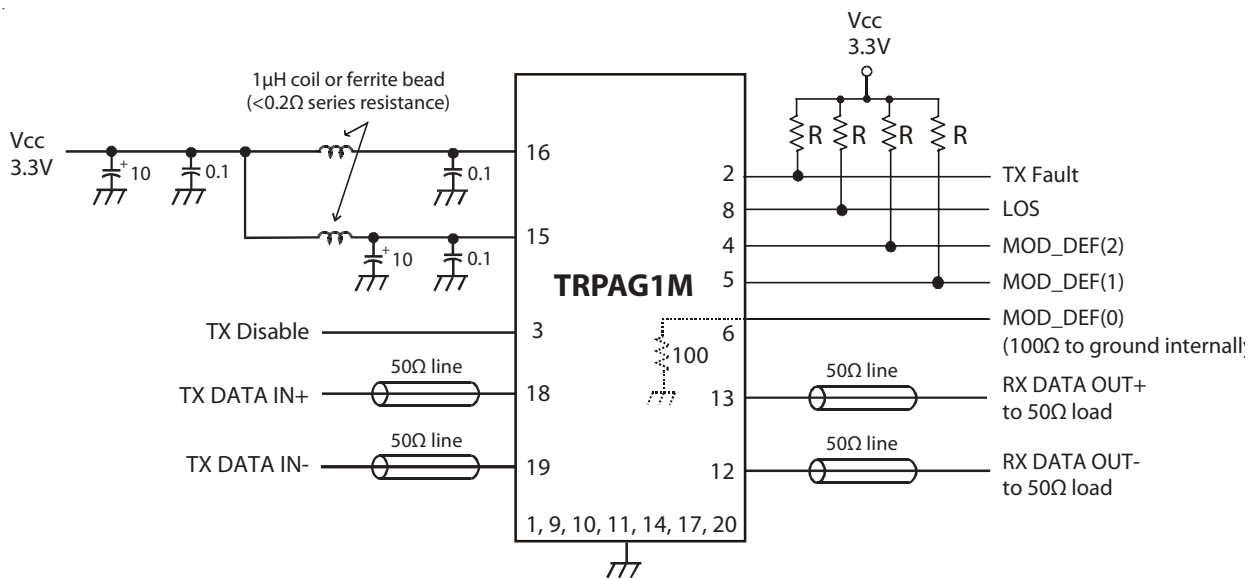 Vcc
3.3V
1μH coil or ferrite bead
(<0.2Ω series resistance)
Vcc
3.3V
+
10
0.1
0.1
+
10
0.1
16
15
TRPAG1M
R
R
R
R
2
TX Fault
8
LOS
4
MOD_DEF(2)
5
MOD_DEF(1)
6
MOD_DEF(0)
(100Ω to ground internally
100
TX Disable
3
50Ω line
TX DATA IN+
18
50Ω line
TX DATA IN-
19
13
50Ω line
RX DATA OUT+
to 50Ω load
12
50Ω line
RX DATA OUT-
to 50Ω load
1, 9, 10, 11, 14, 17, 20